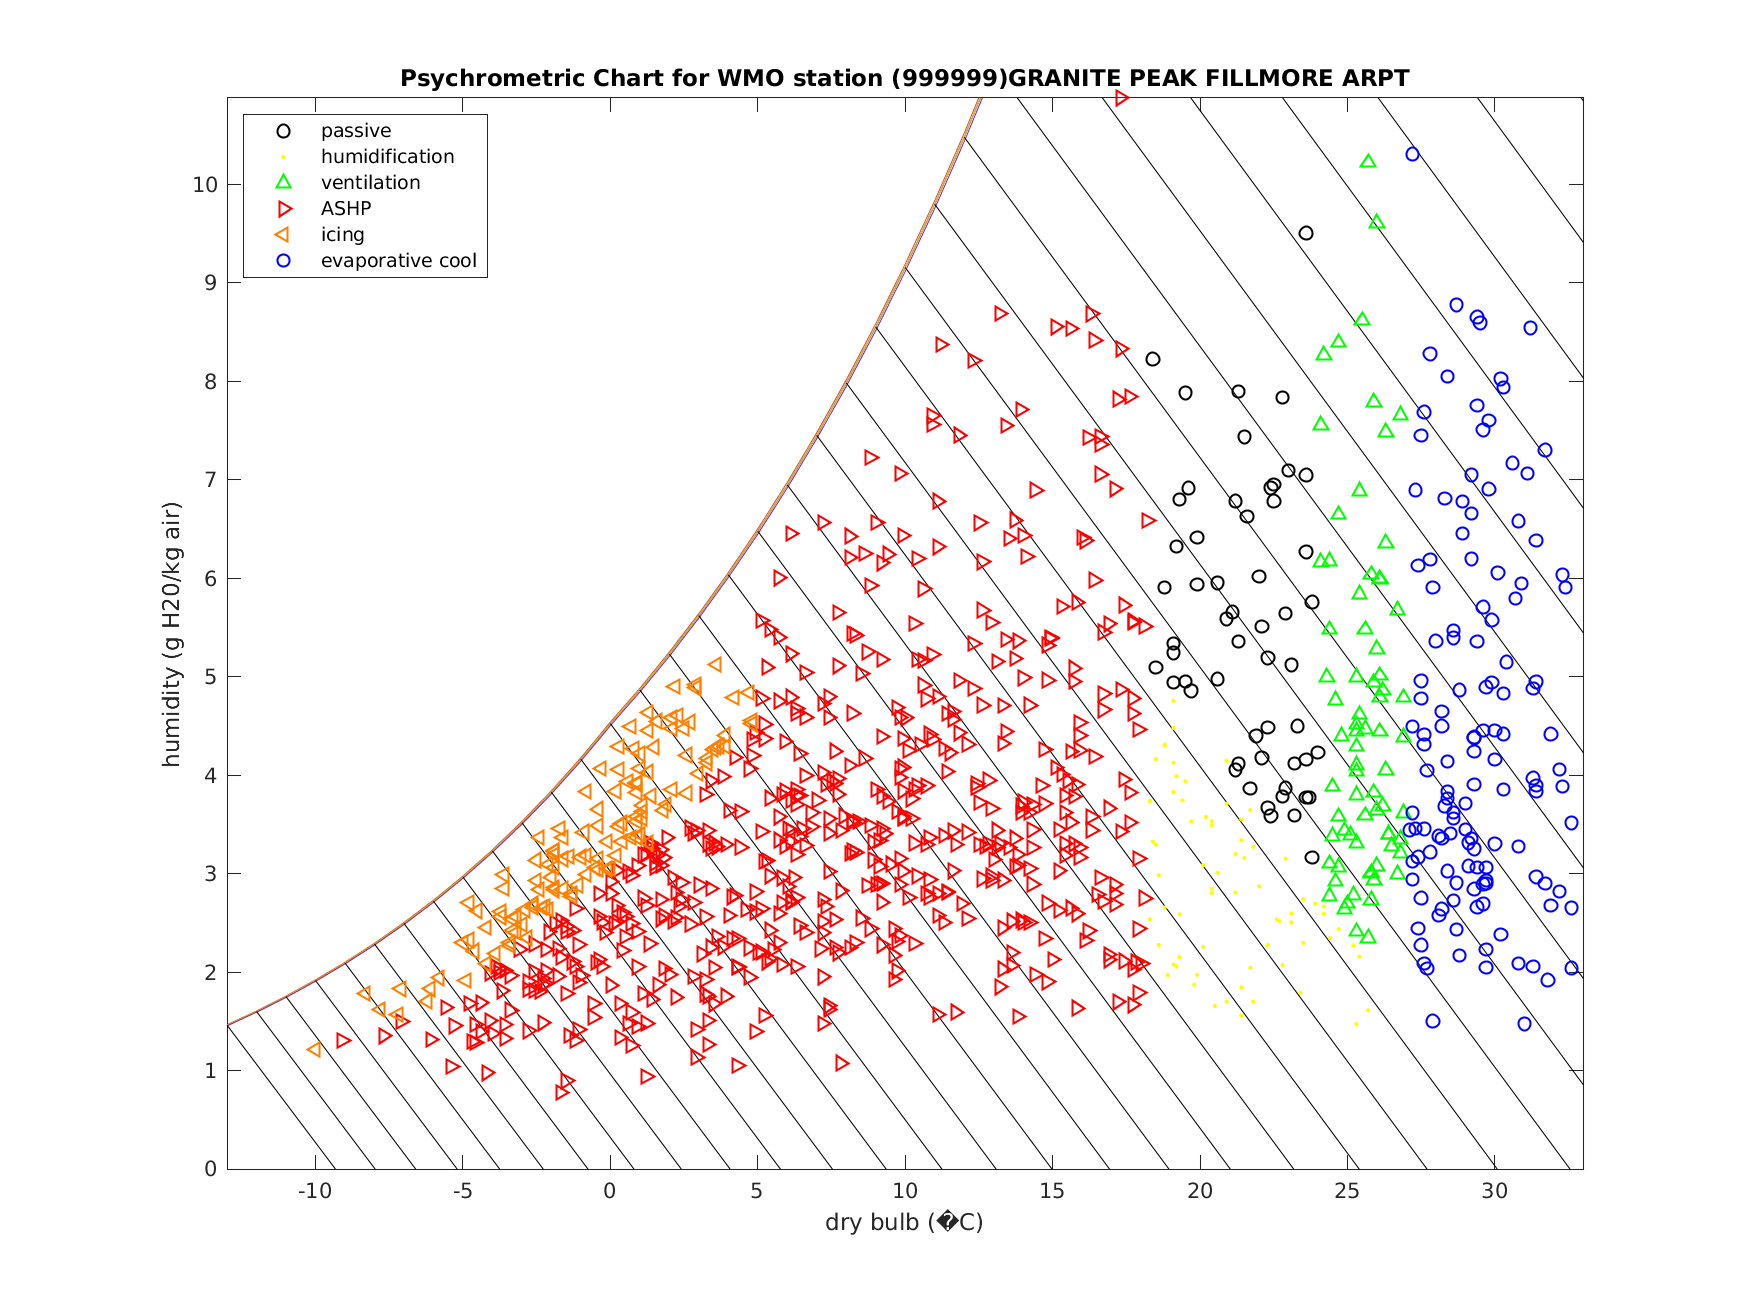 Psychrometric Chart for WMO station (999999)GRANITE PEAK FILLMORE ARPT
passive
humidification
ventilation
ASHP
icing
evaporative cool
humidity (g H20/kg air)
10
9
8
7
6
5
4
3
2
1
0
-10 -5 0 5 10 15 20 25 30
dry bulb (�C)